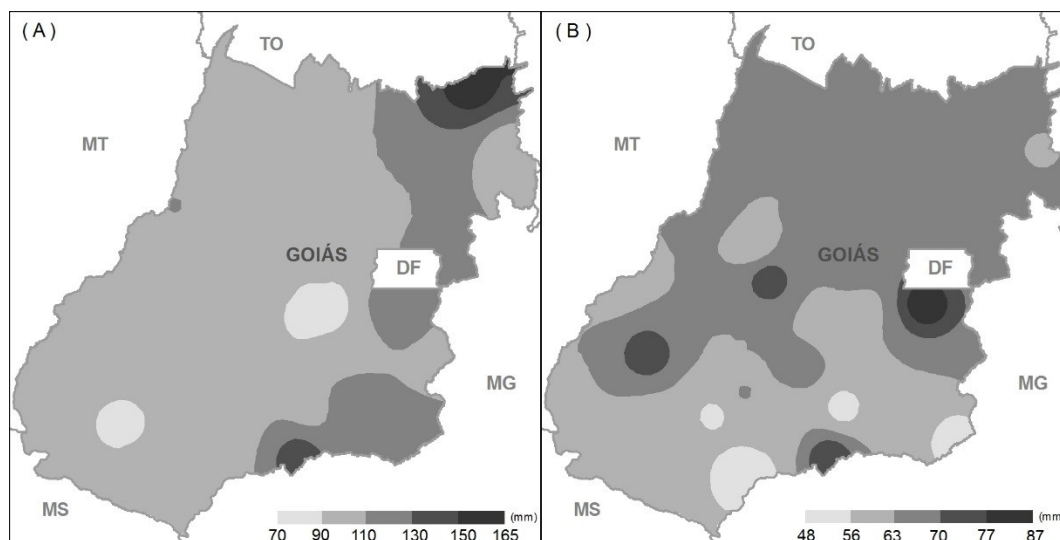 ( A )
TO
MT
GOIÁS
DF
MG
MS
(mm)
70 90 110 130 150 165
( B )
TO
MT
GOIÁS
DF
MG
MS
(mm)
48 56 63 70 77 87